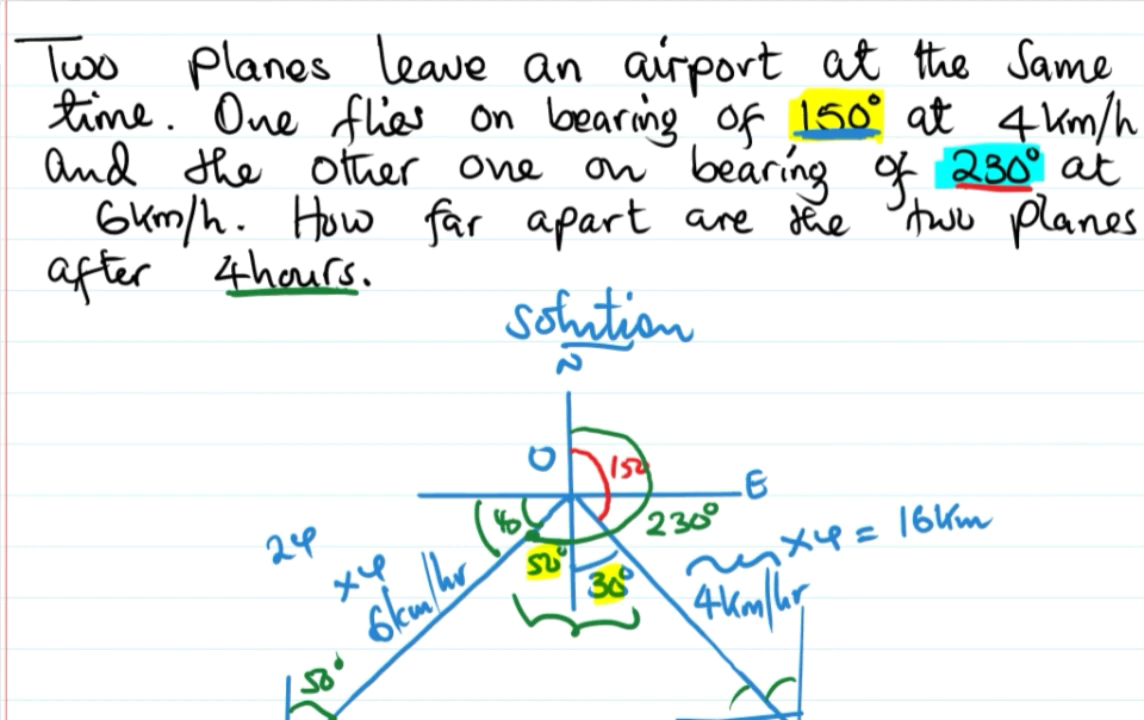 Two planes leave an airport at the same
time. One flies on bearing of 150° at 4km/h
and the other one on bearing of 230° at
6km/h. How far apart are the two planes
after 4hours.
Solution
N
O
150
E
40
230°
×4 = 16km
24
×4
50°
30°
6km/hr
4km/hr
50°